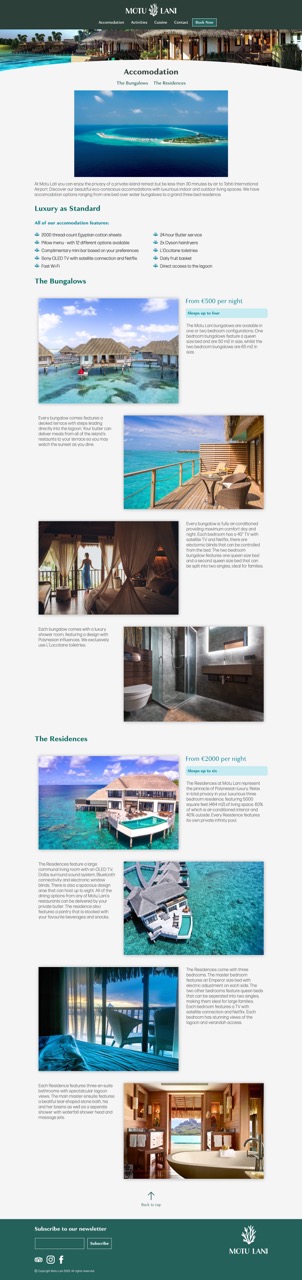 MOTU LANI
Accomodation Activities Cuisine Contact Book Now
Accomodation
The Bungalows The Residences
At Motu Lani you can enjoy the privacy of a private island retreat but be less than 30 minutes by air to Tahiti International
Airport. Discover our beautiful eco-conscious accommodations with luxurious indoor and outdoor living spaces. We have
accomodation options ranging from one bed over water bungalows to a grand three bed residence.
Luxury as Standard
All of our accomodation features:
2000 thread count Egyptian cotton sheets
24-hour Butler service
Pillow menu - with 12 different options available
2x Dyson hairdryers
Complimentary mini bar based on your preferences
L'Occitane toiletries
Sony OLED TV with satellite connection and Netflix
Daily fruit basket
Fast Wi-Fi
Direct access to the lagoon
The Bungalows
From €500 per night
Sleeps up to four
The Motu Lani bungalows are available in
one or two bedroom configurations. One
bedroom bungalows feature a queen
size bed and are 50 m2 in size, whilst the
two bedroom bungalows are 65 m2 in
size.
Every bungalow comes features a
decked terrace with steps leading
directly into the lagoon. Your butler can
deliver meals from all of the island's
restaurants to your terrace so you may
watch the sunset as you dine.
Every bungalow is fully air-conditioned
providing maximum comfort day and
night. Each bedroom has a 45" TV with
satellite TV and Netflix, there are
electornic blinds that can be controlled
from the bed. The two bedroom
bungalow features one queen size bed
and a second queen size bed that can
be split into two singles, ideal for families.
Each bungalow comes with a luxury
shower room, featuring a design with
Polynesian influences. We exclusively
use L'Occitane toiletries.
The Residences
From €2000 per night
Sleeps up to six
The Residences at Motu Lani represent
the pinnacle of Polynesian luxury. Relax
in total privacy in your luxurious three
bedroom residence, featuring 5000
square feet (464 m2) of living space; 60%
of which is air-conditioned interior and
40% outside. Every Residence features
its own private infinity pool.
The Residences feature a large
communal living room with an OLED TV,
Dolby surround sound system, Bluetooth
connectivity and electronic window
blinds. There is also a spacious design
area that can host up to eight. All of the
dining options from any of Motu Lani's
restaurants can be delivered by your
private butler. The residence also
features a pantry that is stocked with
your favourite beverages and snacks.
The Residences come with three
bedrooms. The master bedroom
features an Emperor size bed with
electric adjustment on each side. The
two other bedrooms feature queen beds
that can be seperated into two singles,
making them ideal for large families.
Each bedroom features a TV with
satellite connection and Netflix. Each
bedroom has stunning views of the
lagoon and verandah access.
Each Residence features three en-suite
bathrooms with spectacular lagoon
views. The main master ensuite features
a beatiful tear-shaped stone bath, his
and her basins as well as a seperate
shower with waterfall shower head and
massage jets.
Back to top
Subscribe to our newsletter
Subscribe
MOTU LANI
© Copyright Motu Lani 2022. All rights reserved.